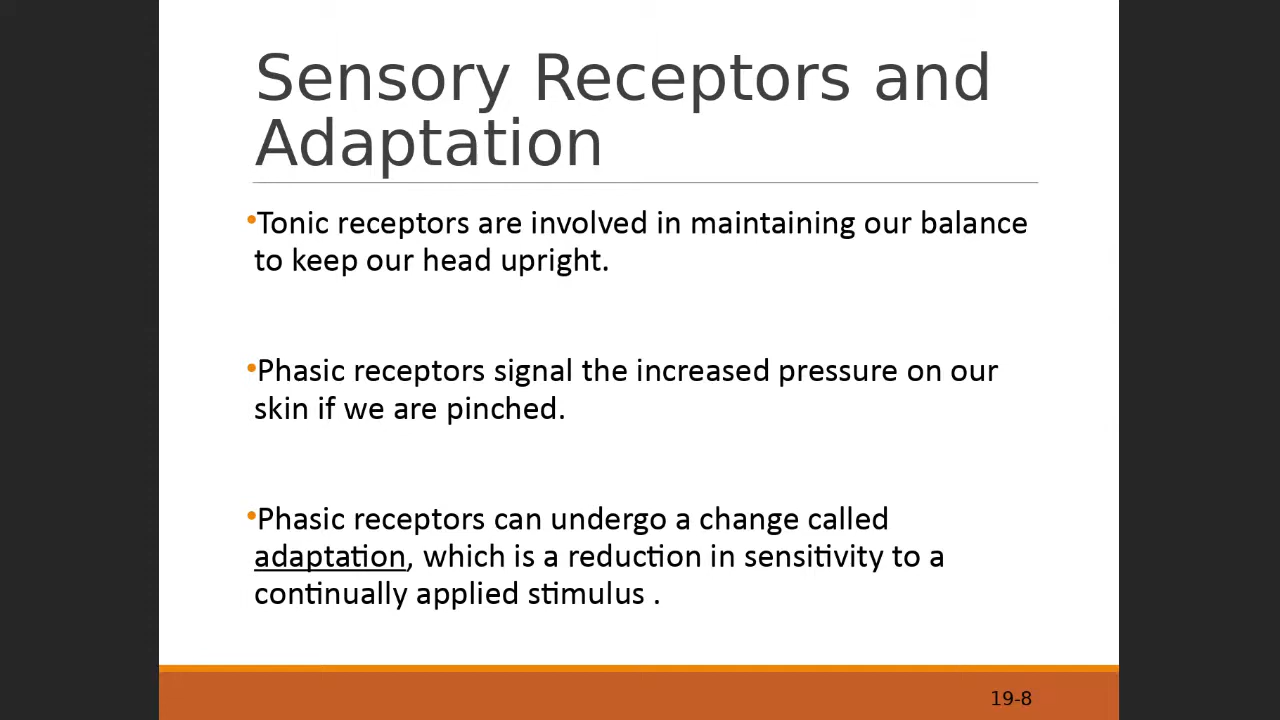 Sensory Receptors and
Adaptation
•Tonic receptors are involved in maintaining our balance
to keep our head upright.
•Phasic receptors signal the increased pressure on our
skin if we are pinched.
•Phasic receptors can undergo a change called
adaptation, which is a reduction in sensitivity to a
continually applied stimulus .
19-8